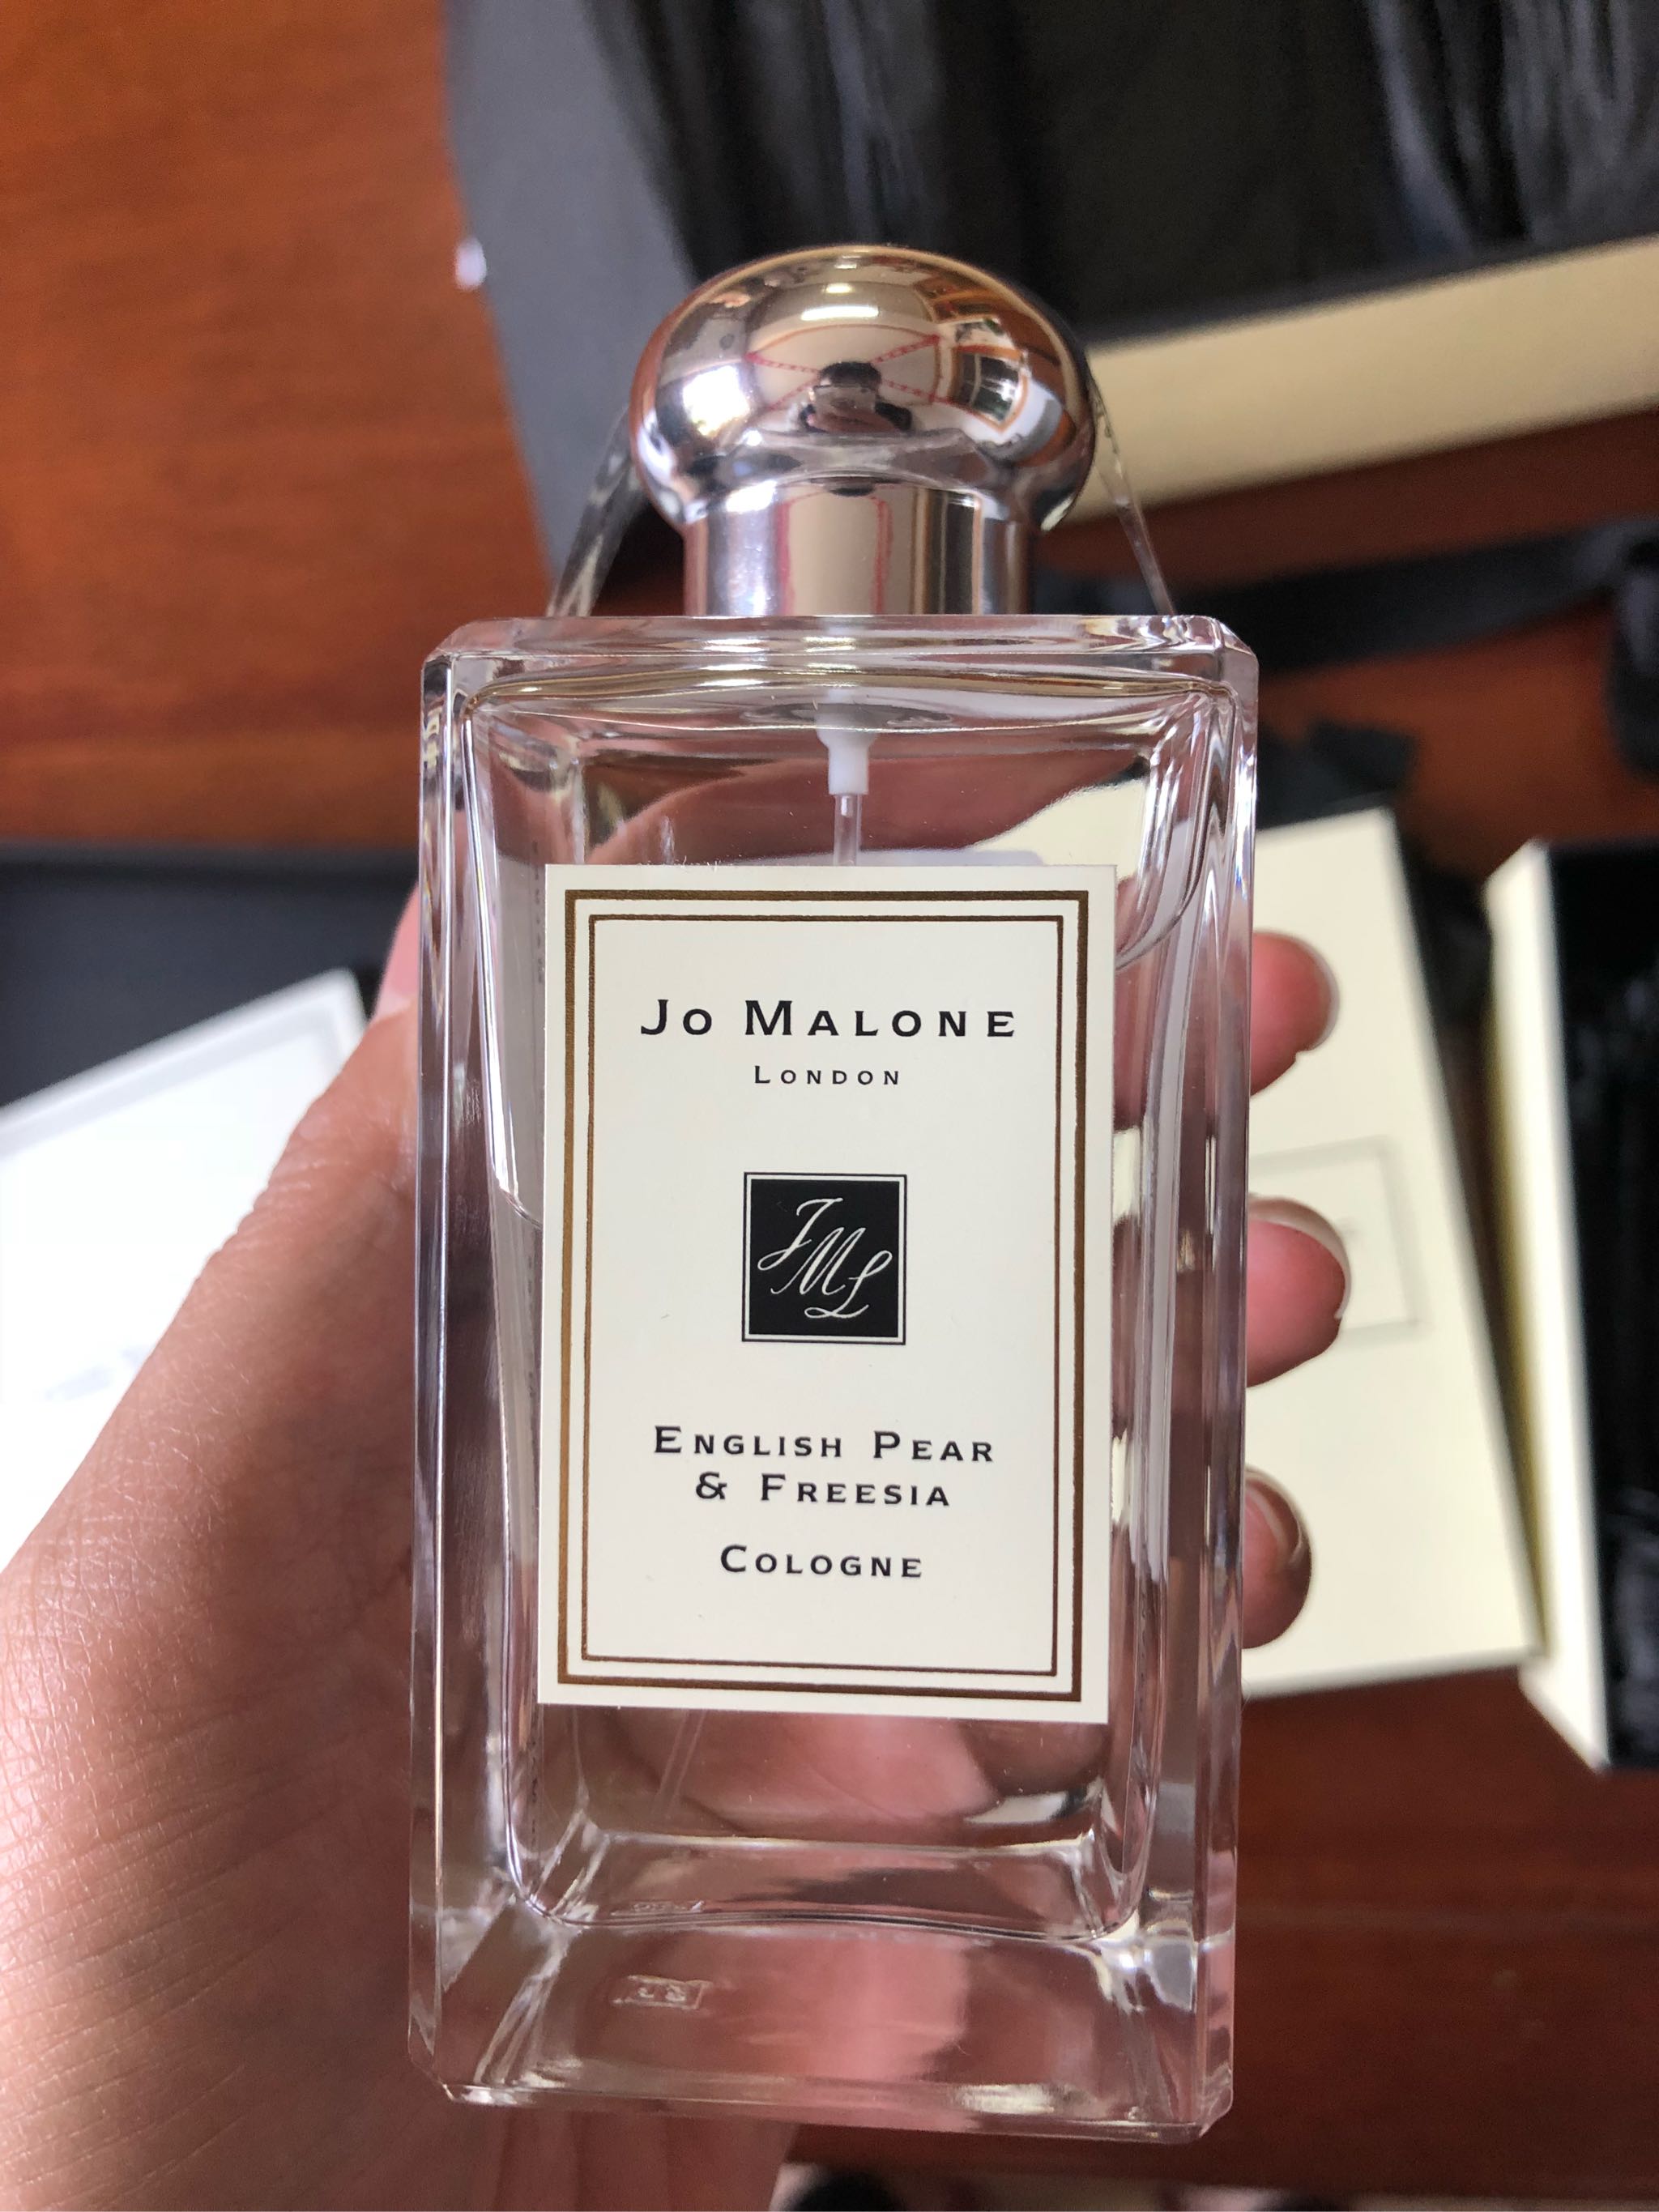 Jo Malone
London
JML
English Pear
& Freesia
Cologne